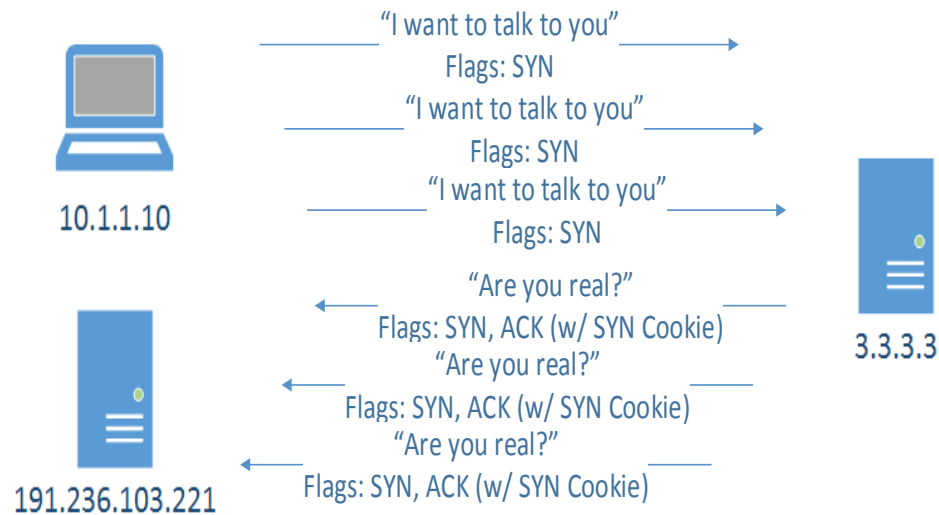 “I want to talk to you”
Flags: SYN
“I want to talk to you”
Flags: SYN
“I want to talk to you”
Flags: SYN
10.1.1.10
“Are you real?”
Flags: SYN, ACK (w/ SYN Cookie)
“Are you real?”
Flags: SYN, ACK (w/ SYN Cookie)
“Are you real?”
Flags: SYN, ACK (w/ SYN Cookie)
3.3.3.3
191.236.103.221